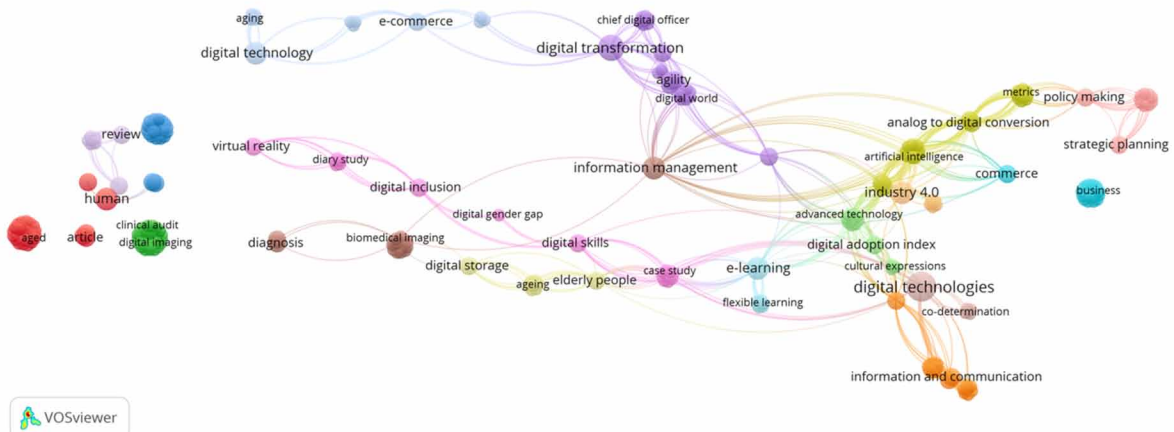 aging
e-commerce
chief digital officer
digital technology
digital transformation
agility
digital world
metrics
policy making
analog to digital conversion
review
virtual reality
diary study
strategic planning
artificial intelligence
information management
commerce
digital inclusion
industry 4.0
business
human
digital gender gap
advanced technology
clinical audit
aged
article
digital imaging
diagnosis
biomedical imaging
digital skills
digital adoption index
digital storage
case study
e-learning
cultural expressions
ageing
elderly people
digital technologies
flexible learning
co-determination
information and communication
VOSviewer